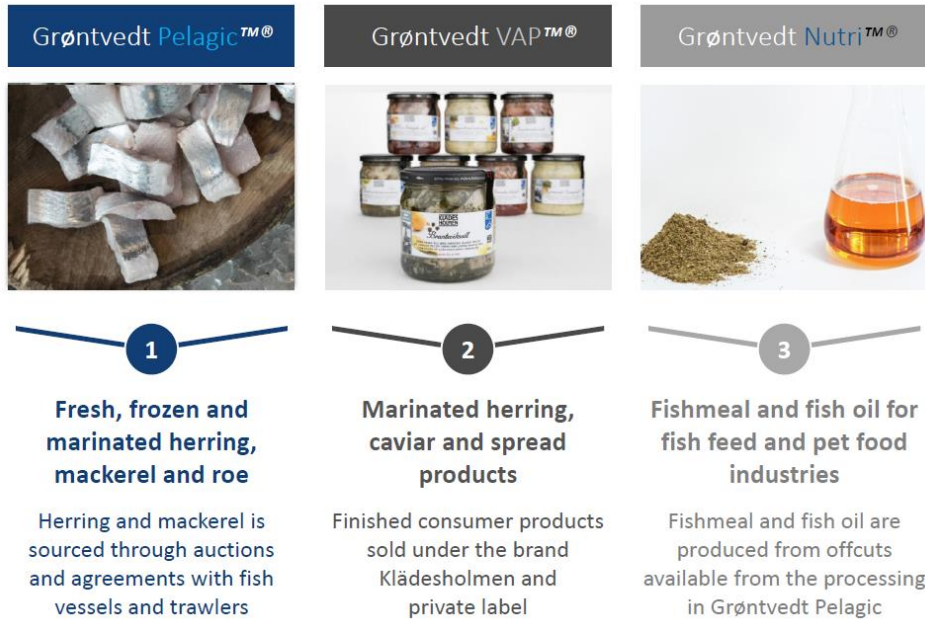 Grøntvedt Pelagic™®
Fresh, frozen and
marinated herring,
mackerel and roe
Herring and mackerel is
sourced through auctions
and agreements with fish
vessels and trawlers
1
Grøntvedt VAP™®
KLÄDES
HOLMEN
2
Marinated herring,
caviar and spread
products
Finished consumer products
sold under the brand
Klädesholmen and
private label
Grøntvedt Nutri™®
3
Fishmeal and fish oil for
fish feed and pet food
industries
Fishmeal and fish oil are
produced from offcuts
available from the processing
in Grøntvedt Pelagic